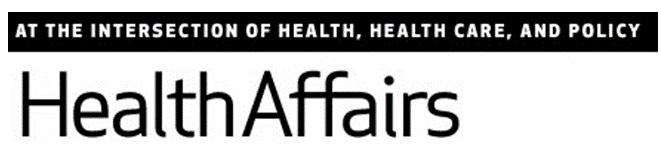 AT THE INTERSECTION OF HEALTH, HEALTH CARE, AND POLICY
HealthAffairs